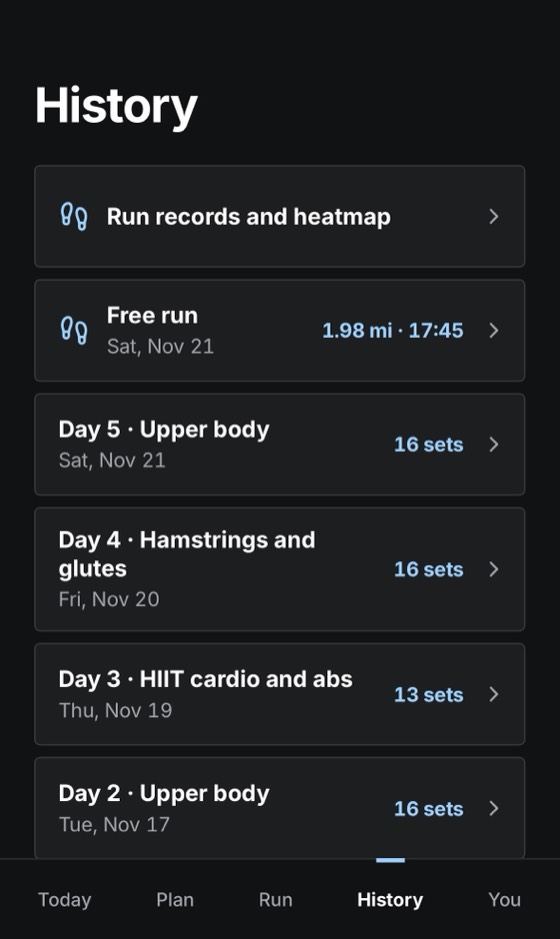 History
Run records and heatmap
Free run
Sat, Nov 21
1.98 mi · 17:45
Day 5 · Upper body
Sat, Nov 21
16 sets
Day 4 · Hamstrings and
glutes
Fri, Nov 20
16 sets
Day 3 · HIIT cardio and abs
Thu, Nov 19
13 sets
Day 2 · Upper body
Tue, Nov 17
16 sets
Today Plan Run History You